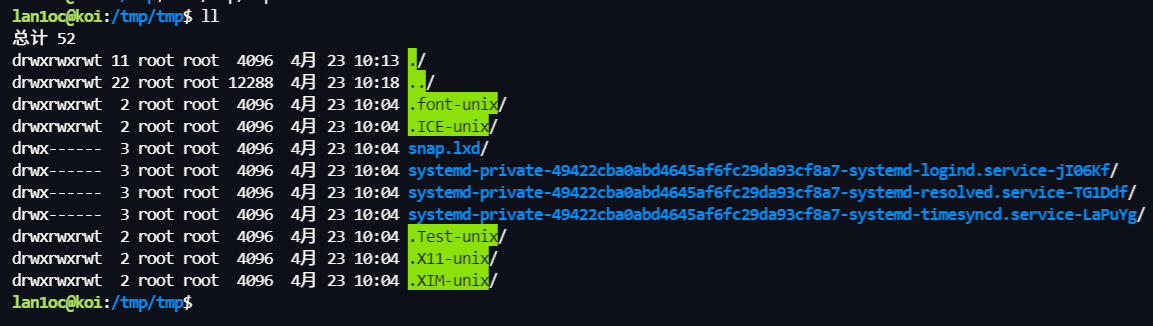 lan1oc@koi:/tmp/tmp$ ll
总计 52
drwxrwxrwt 11 root root  4096  4月 23 10:13 ./
drwxrwxrwt 22 root root 12288  4月 23 10:18 ../
drwxrwxrwt  2 root root  4096  4月 23 10:04 .font-unix/
drwxrwxrwt  2 root root  4096  4月 23 10:04 .ICE-unix/
drwx------  3 root root  4096  4月 23 10:04 snap.lxd/
drwx------  3 root root  4096  4月 23 10:04 systemd-private-49422cba0abd4645af6fc29da93cf8a7-systemd-logind.service-jI06Kf/
drwx------  3 root root  4096  4月 23 10:04 systemd-private-49422cba0abd4645af6fc29da93cf8a7-systemd-resolved.service-TG1Ddf/
drwx------  3 root root  4096  4月 23 10:04 systemd-private-49422cba0abd4645af6fc29da93cf8a7-systemd-timesyncd.service-LaPuYg/
drwxrwxrwt  2 root root  4096  4月 23 10:04 .Test-unix/
drwxrwxrwt  2 root root  4096  4月 23 10:04 .X11-unix/
drwxrwxrwt  2 root root  4096  4月 23 10:04 .XIM-unix/
lan1oc@koi:/tmp/tmp$